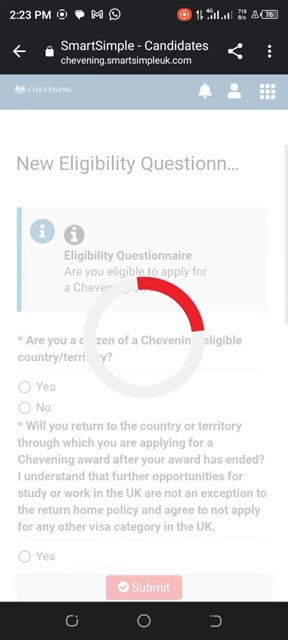 2:23 PM 4G 718 B/s 76
SmartSimple - Candidates
chevening.smartsimpleuk.com
CHEVENING
New Eligibility Questionn...
Eligibility Questionnaire
Are you eligible to apply for
a
* Are you a citizen of a Chevening eligible
country/territory?
Yes
No
* Will you return to the country or territory
through which you are applying for a
Chevening award after your award has ended?
I understand that further opportunities for
study or work in the UK are not an exception to
the return home policy and agree to not apply
for any other visa category in the UK.
Yes
Submit